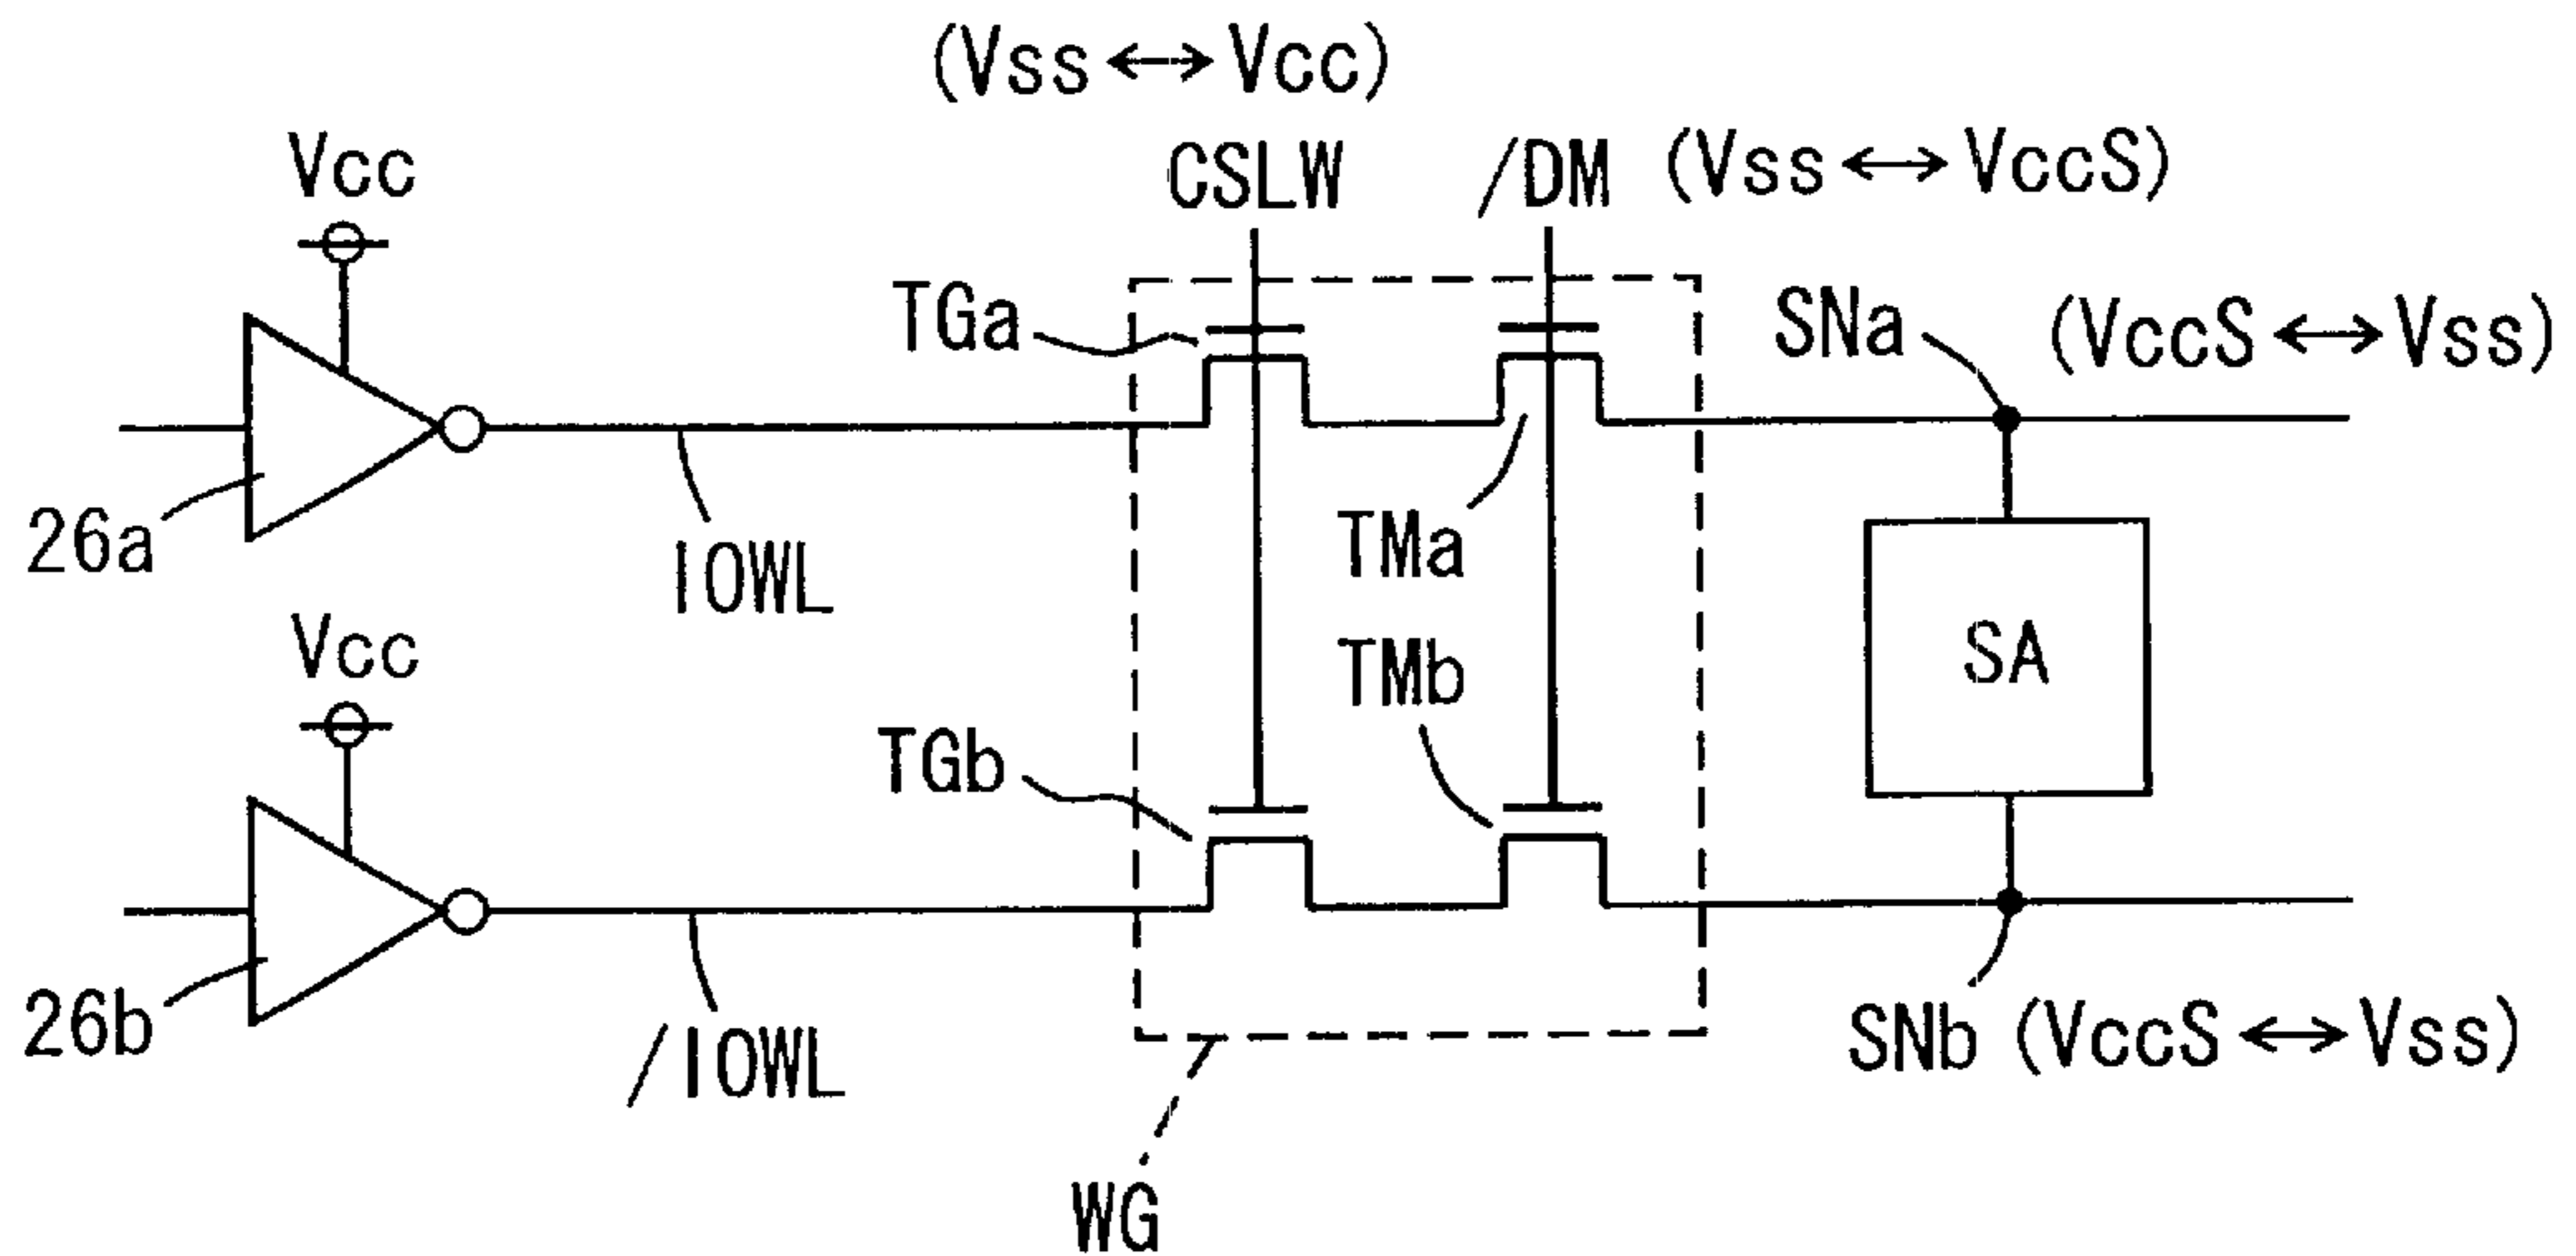 (Vss ↔ Vcc)
Vcc
CSLW
/DM
(Vss ↔ VccS)
TGa
SNa
(VccS ↔ Vss)
26a
IOWL
TMa
Vcc
TMb
SA
TGb
26b
/IOWL
SNb (VccS ↔ Vss)
WG